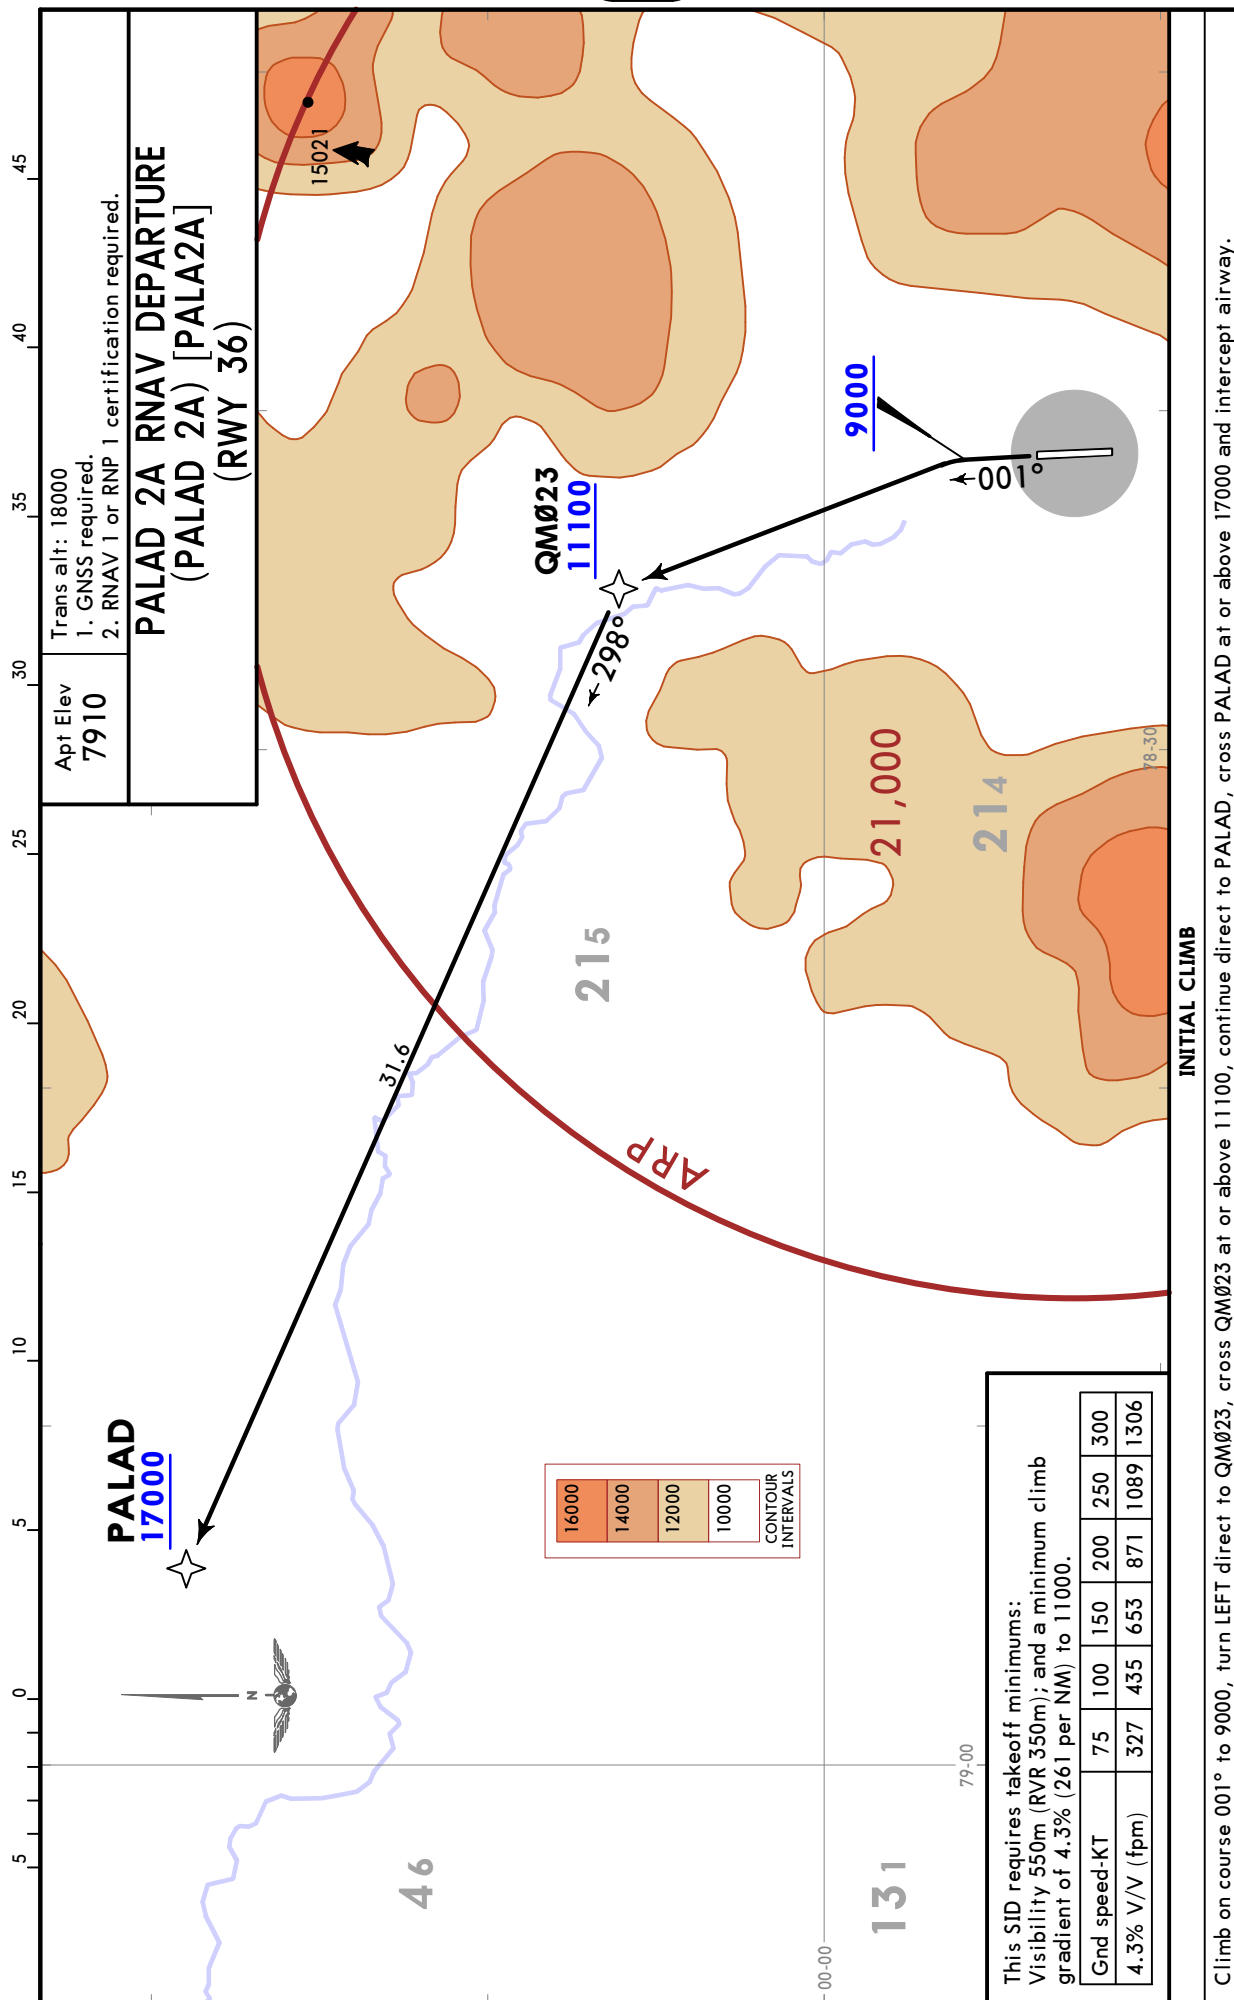 45
40
35
30
25
20
15
10
5
0
5
Apt Elev
7910
Trans alt: 18000
1. GNSS required.
2. RNAV 1 or RNP 1 certification required.
PALAD 2A RNAV DEPARTURE
(PALAD 2A) [PALA2A]
(RWY 36)
15021
PALAD
17000
N
31.6
QMØ23
11100
298°
9000
001°
ARP
215
21,000
214
78-30
46
131
79-00
00-00
16000
14000
12000
10000
CONTOUR
INTERVALS
This SID requires takeoff minimums:
Visibility 550m (RVR 350m); and a minimum climb
gradient of 4.3% (261 per NM) to 11000.
Gnd speed-KT 75 100 150 200 250 300
4.3% V/V (fpm) 327 435 653 871 1089 1306
INITIAL CLIMB
Climb on course 001° to 9000, turn LEFT direct to QMØ23, cross QMØ23 at or above 11100, continue direct to PALAD, cross PALAD at or above 17000 and intercept airway.